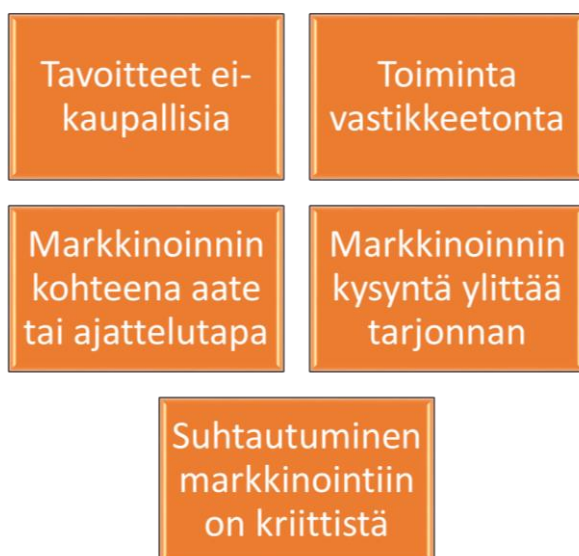 Tavoitteet ei-
kaupallisia
Toiminta
vastikkeetonta
Markkinoinnin
kohteena aate
tai ajattelutapa
Markkinoinnin
kysyntä ylittää
tarjonnan
Suhtautuminen
markkinointiin
on kriittistä